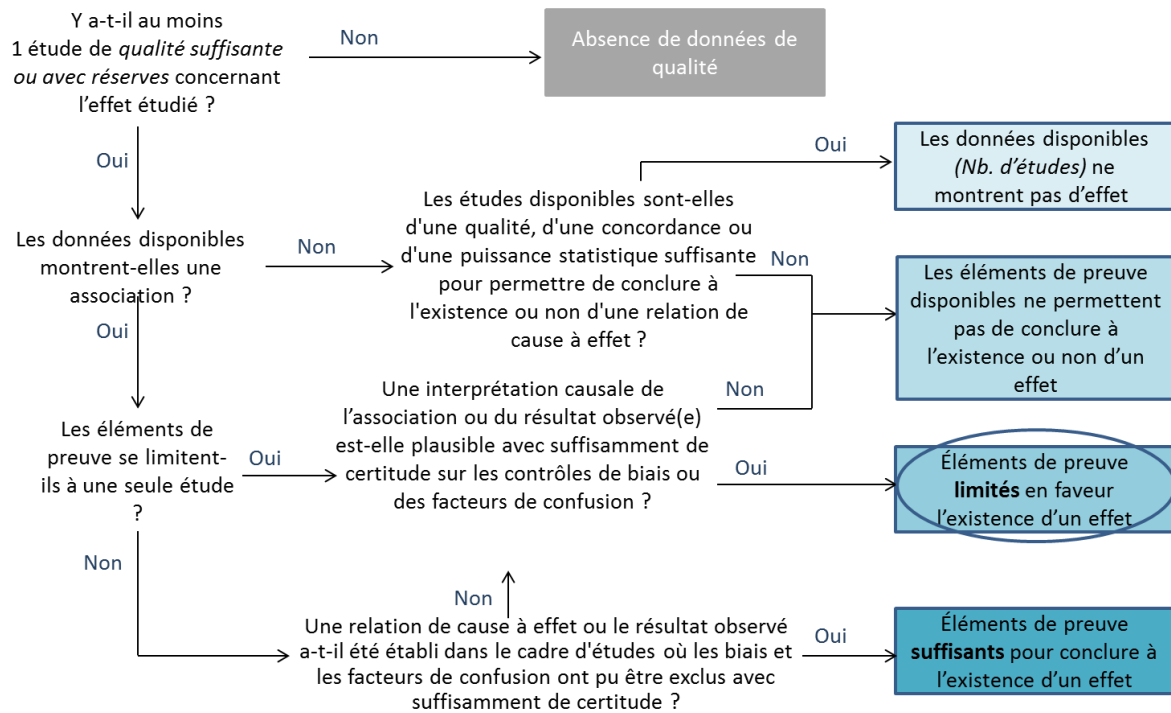 Y a-t-il au moins
1 étude de qualité suffisante
ou avec réserves concernant
l'effet étudié ?
Non
Absence de données de
qualité
Oui
Oui
Les données disponibles
(Nb. d'études) ne
montrent pas d'effet
Les études disponibles sont-elles
d'une qualité, d'une concordance ou
d'une puissance statistique suffisante
pour permettre de conclure à
l'existence ou non d'une relation de
cause à effet ?
Les données disponibles
montrent-elles une
association ?
Non
Non
Les éléments de preuve
disponibles ne permettent
pas de conclure à
l'existence ou non d'un
effet
Oui
Une interprétation causale de
l'association ou du résultat observé(e)
est-elle plausible avec suffisamment de
certitude sur les contrôles de biais ou
des facteurs de confusion ?
Non
Les éléments de
preuve se limitent-
ils à une seule étude
?
Oui
Oui
Éléments de preuve
limités en faveur
l'existence d'un effet
Non
Non
Une relation de cause à effet ou le résultat observé
a-t-il été établi dans le cadre d'études où les biais et
les facteurs de confusion ont pu être exclus avec
suffisamment de certitude ?
Oui
Éléments de preuve
suffisants pour conclure à
l'existence d'un effet